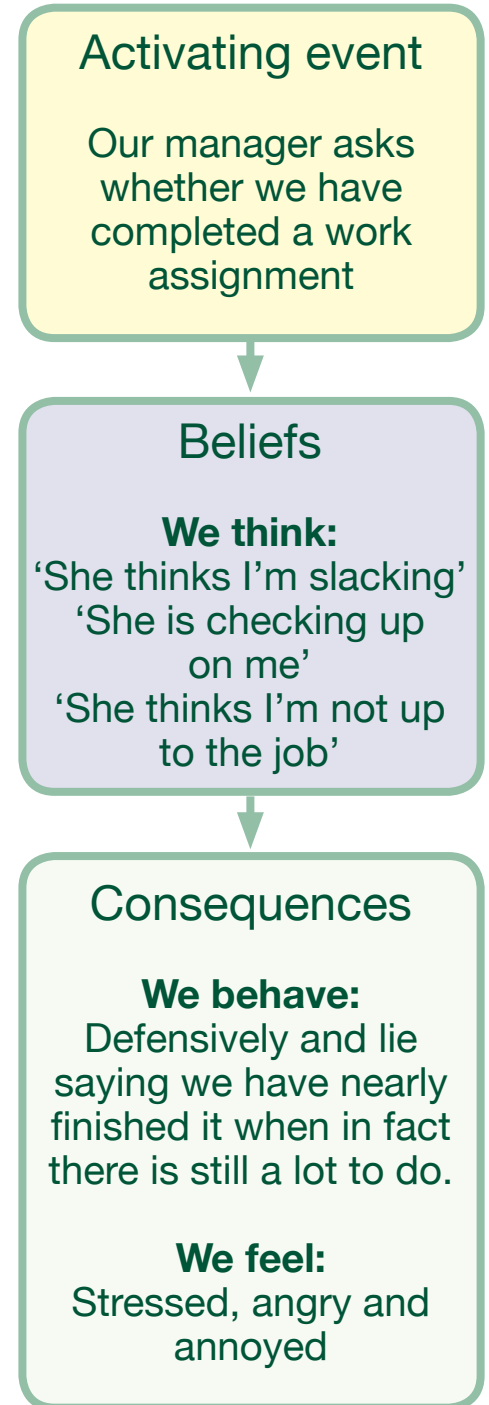 Activating event
Our manager asks
whether we have
completed a work
assignment
Beliefs
We think:
‘She thinks I’m slacking’
‘She is checking up
on me’
‘She thinks I’m not up
to the job’
Consequences
We behave:
Defensively and lie
saying we have nearly
finished it when in fact
there is still a lot to do.
We feel:
Stressed, angry and
annoyed